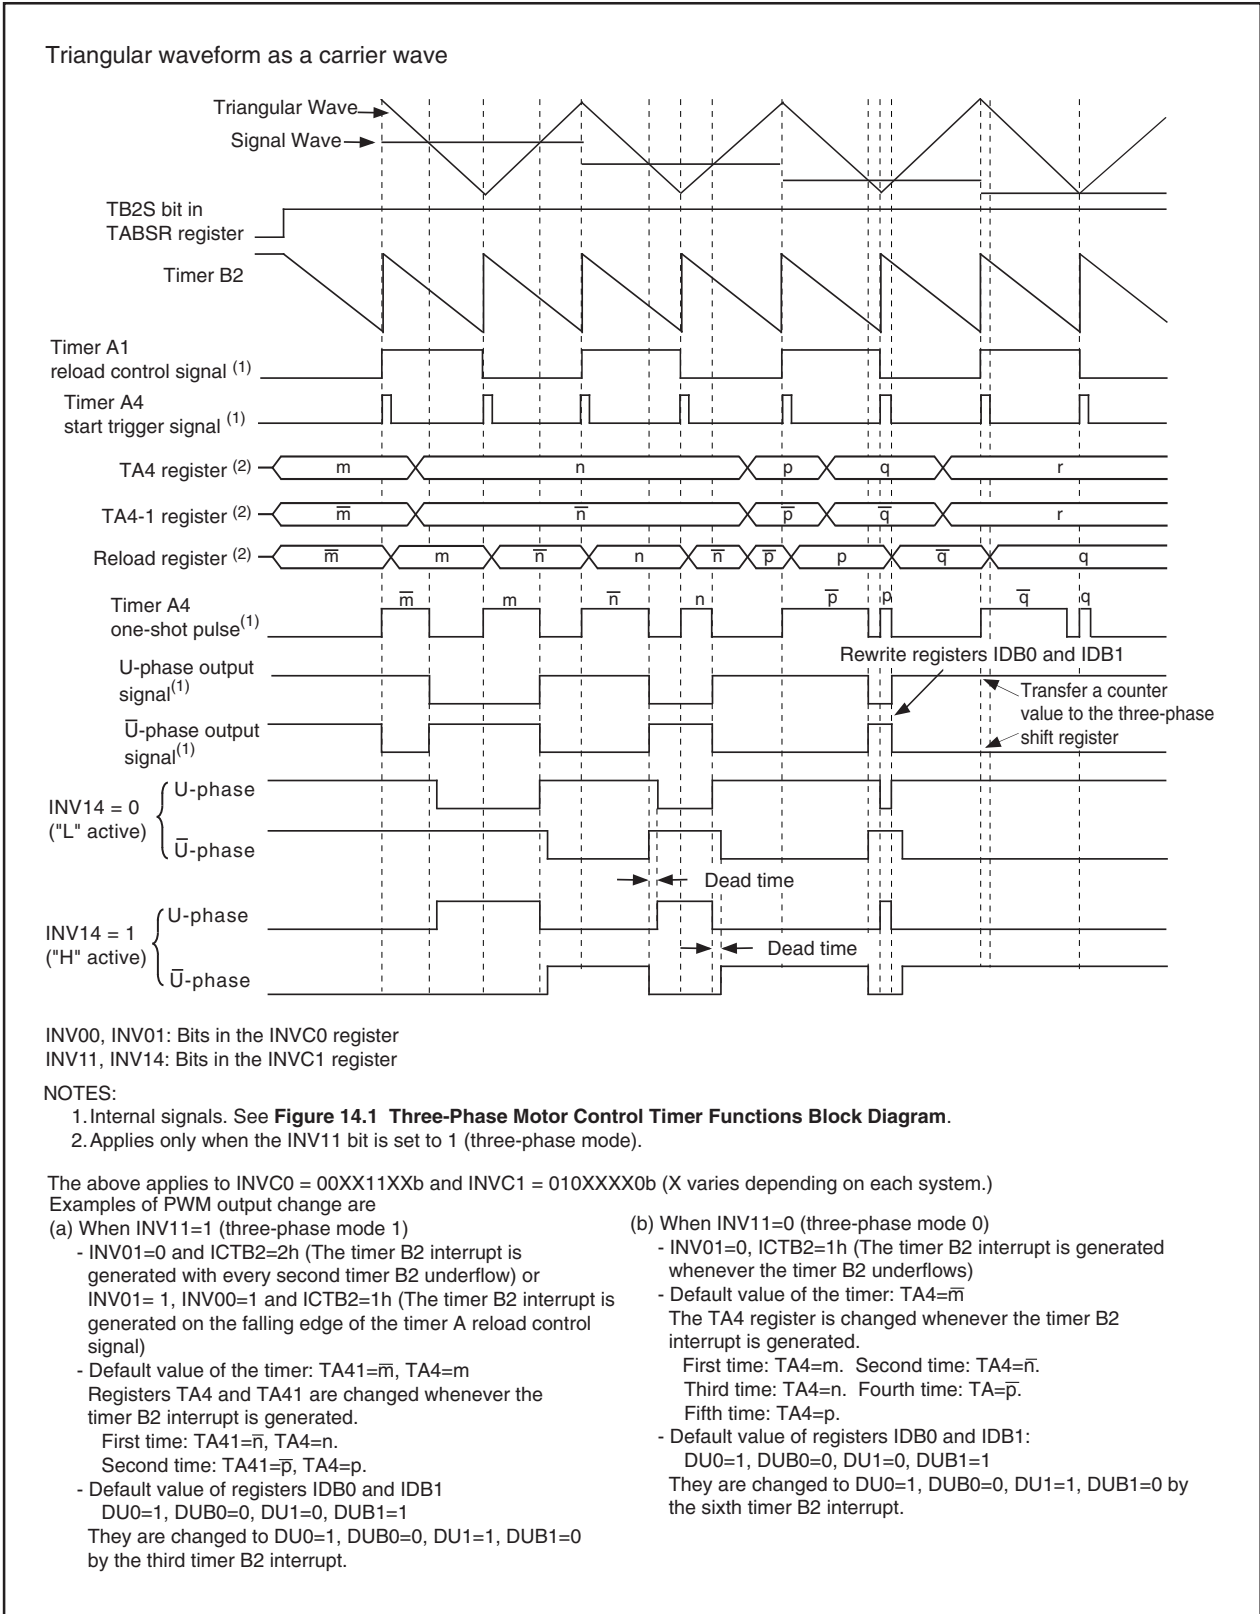 Triangular waveform as a carrier wave
Triangular Wave
Signal Wave
TB2S bit in
TABSR register
Timer B2
Timer A1
reload control signal (1)
Timer A4
start trigger signal (1)
TA4 register (2) m n p q r
TA4-1 register (2) m̅ n̅ p̅ q̅ r
Reload register (2) m̅ m n̅ n n̅ p̅ p q̅ q
Timer A4
one-shot pulse(1)
m̅ m n̅ n p̅ p q̅ q
Rewrite registers IDB0 and IDB1
U-phase output
signal(1)
Transfer a counter
value to the three-phase
shift register
U̅-phase output
signal(1)
INV14 = 0
("L" active)
U-phase
U̅-phase
Dead time
INV14 = 1
("H" active)
U-phase
Dead time
U̅-phase
INV00, INV01: Bits in the INVC0 register
INV11, INV14: Bits in the INVC1 register
NOTES:
1. Internal signals. See Figure 14.1 Three-Phase Motor Control Timer Functions Block Diagram.
2. Applies only when the INV11 bit is set to 1 (three-phase mode).
The above applies to INVC0 = 00XX11XXb and INVC1 = 010XXXX0b (X varies depending on each system.)
Examples of PWM output change are
(a) When INV11=1 (three-phase mode 1)
- INV01=0 and ICTB2=2h (The timer B2 interrupt is
generated with every second timer B2 underflow) or
INV01= 1, INV00=1 and ICTB2=1h (The timer B2 interrupt is
generated on the falling edge of the timer A reload control
signal)
- Default value of the timer: TA41=m̅, TA4=m
Registers TA4 and TA41 are changed whenever the
timer B2 interrupt is generated.
First time: TA41=n̅, TA4=n.
Second time: TA41=p̅, TA4=p.
- Default value of registers IDB0 and IDB1
DU0=1, DUB0=0, DU1=0, DUB1=1
They are changed to DU0=1, DUB0=0, DU1=1, DUB1=0
by the third timer B2 interrupt.
(b) When INV11=0 (three-phase mode 0)
- INV01=0, ICTB2=1h (The timer B2 interrupt is generated
whenever the timer B2 underflows)
- Default value of the timer: TA4=m̅
The TA4 register is changed whenever the timer B2
interrupt is generated.
First time: TA4=m. Second time: TA4=n̅.
Third time: TA4=n. Fourth time: TA=p̅.
Fifth time: TA4=p.
- Default value of registers IDB0 and IDB1:
DU0=1, DUB0=0, DU1=0, DUB1=1
They are changed to DU0=1, DUB0=0, DU1=1, DUB1=0 by
the sixth timer B2 interrupt.